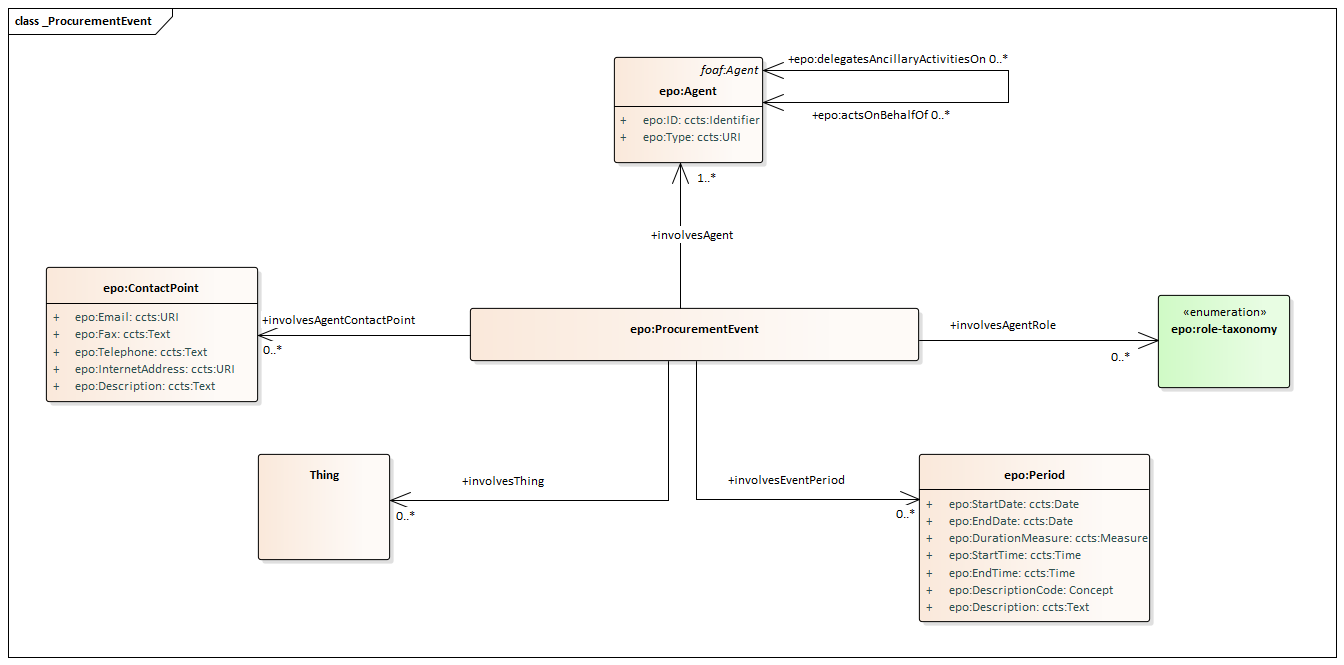 class _ProcurementEvent
+epo:delegatesAncillaryActivitiesOn 0..*
foaf:Agent
epo:Agent
+ epo:ID: ccts:Identifier
+ epo:Type: ccts:URI
+epo:actsOnBehalfOf 0..*
1..*
+involvesAgent
epo:ContactPoint
+ epo:Email: ccts:URI
+ epo:Fax: ccts:Text
+ epo:Telephone: ccts:Text
+ epo:InternetAddress: ccts:URI
+ epo:Description: ccts:Text
+involvesAgentContactPoint
0..*
epo:ProcurementEvent
+involvesAgentRole
0..*
«enumeration»
epo:role-taxonomy
Thing
+involvesThing
0..*
+involvesEventPeriod
0..*
epo:Period
+ epo:StartDate: ccts:Date
+ epo:EndDate: ccts:Date
+ epo:DurationMeasure: ccts:Measure
+ epo:StartTime: ccts:Time
+ epo:EndTime: ccts:Time
+ epo:DescriptionCode: Concept
+ epo:Description: ccts:Text